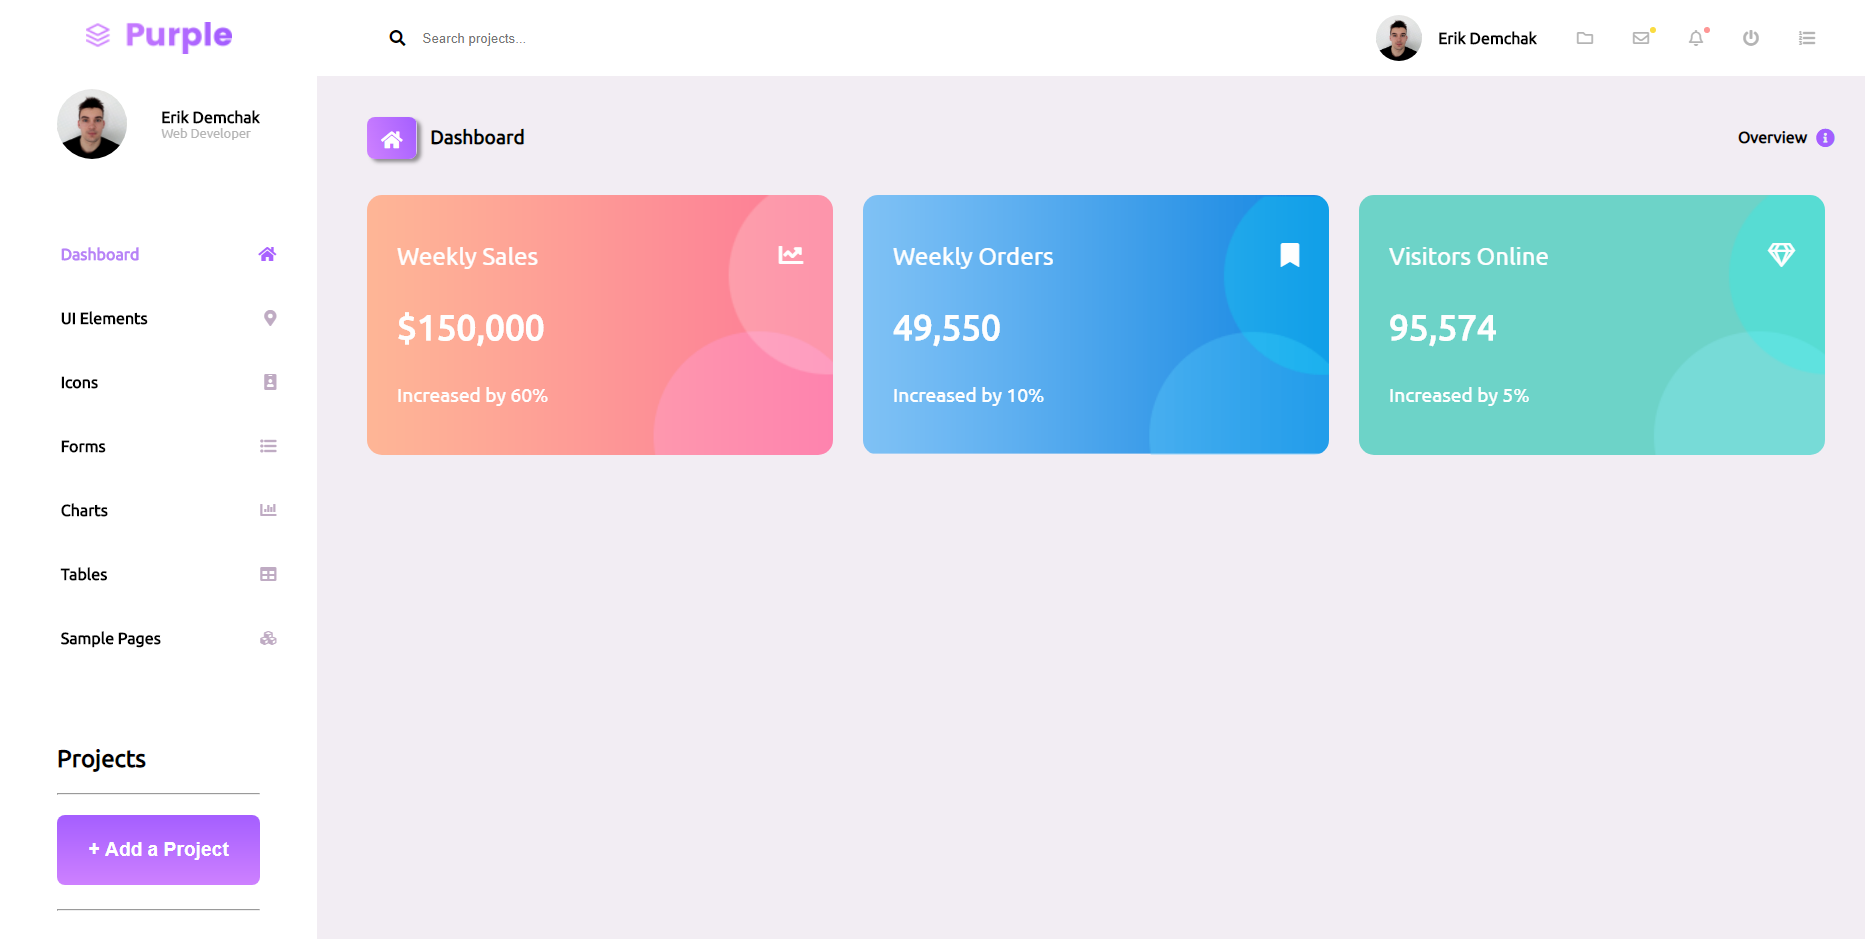 Purple
Search projects...
Erik Demchak
Erik Demchak
Web Developer
Dashboard
UI Elements
Icons
Forms
Charts
Tables
Sample Pages
Projects
+ Add a Project
Dashboard
Overview
Weekly Sales
$150,000
Increased by 60%
Weekly Orders
49,550
Increased by 10%
Visitors Online
95,574
Increased by 5%